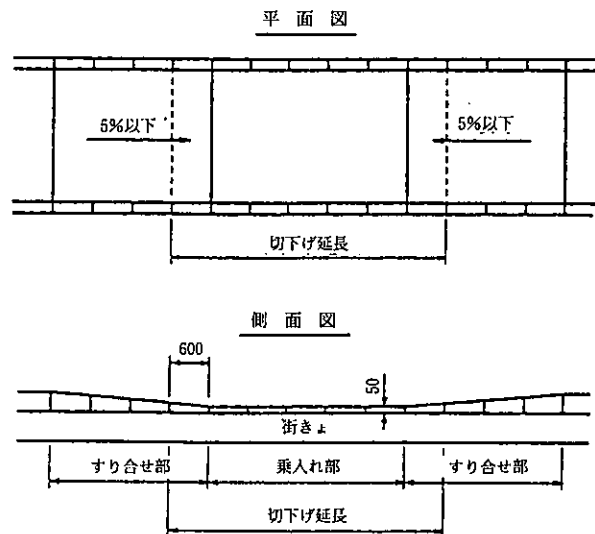 平面図
5%以下
5%以下
切下げ延長
側面図
600
50
街きょ
すり合せ部
乗入れ部
すり合せ部
切下げ延長